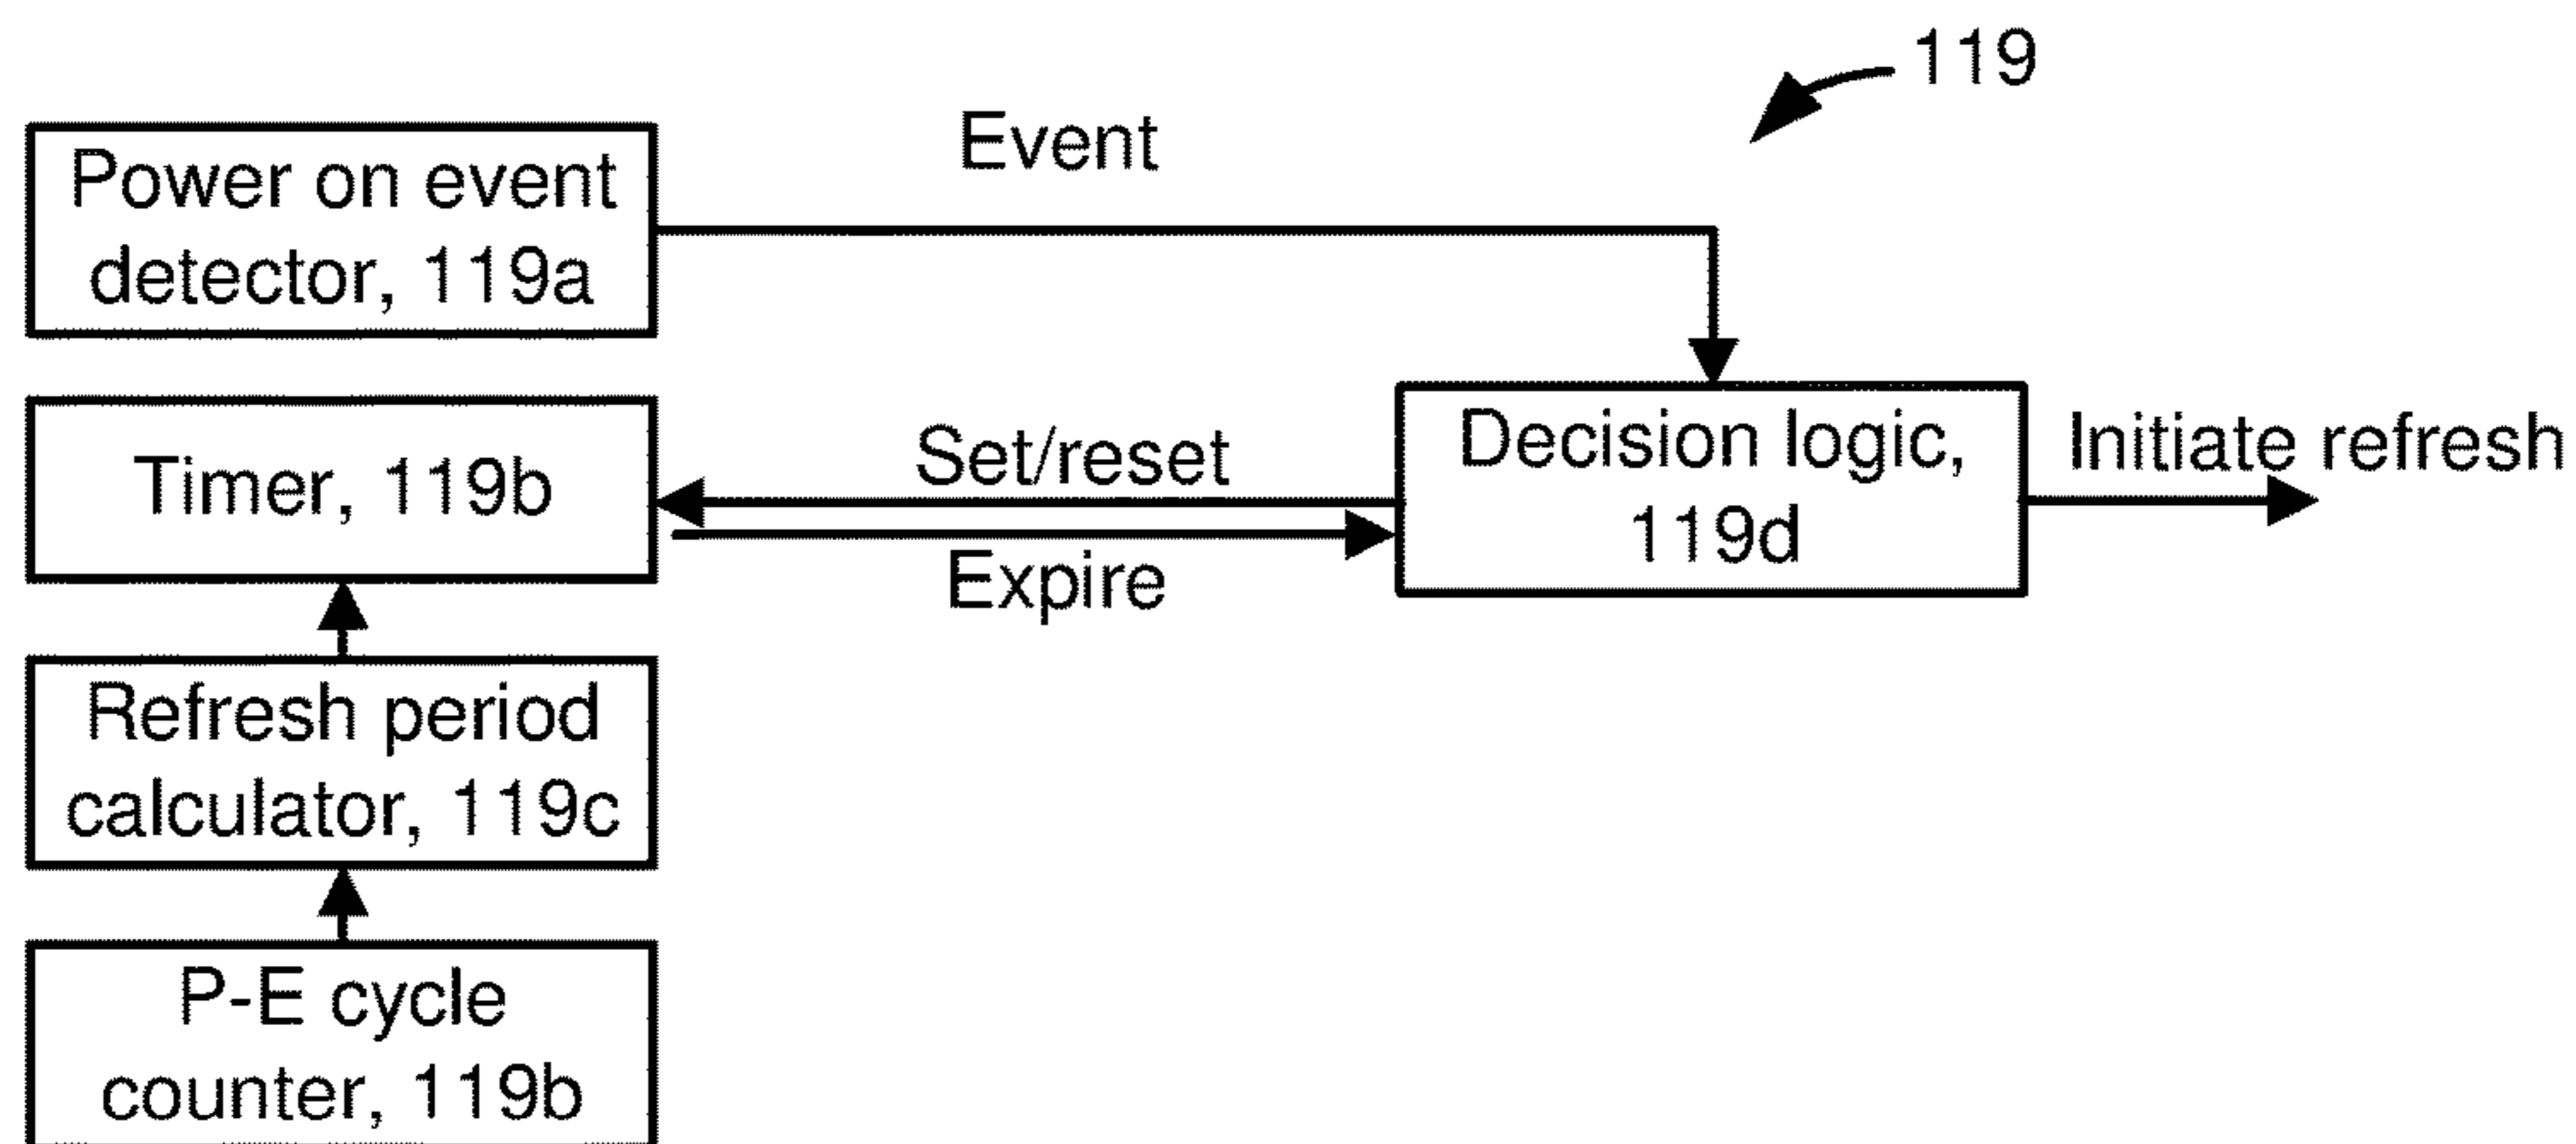 119
Event
Power on event
detector, 119a
Timer, 119b
Set/reset
Expire
Decision logic,
119d
Initiate refresh
Refresh period
calculator, 119c
P-E cycle
counter, 119b